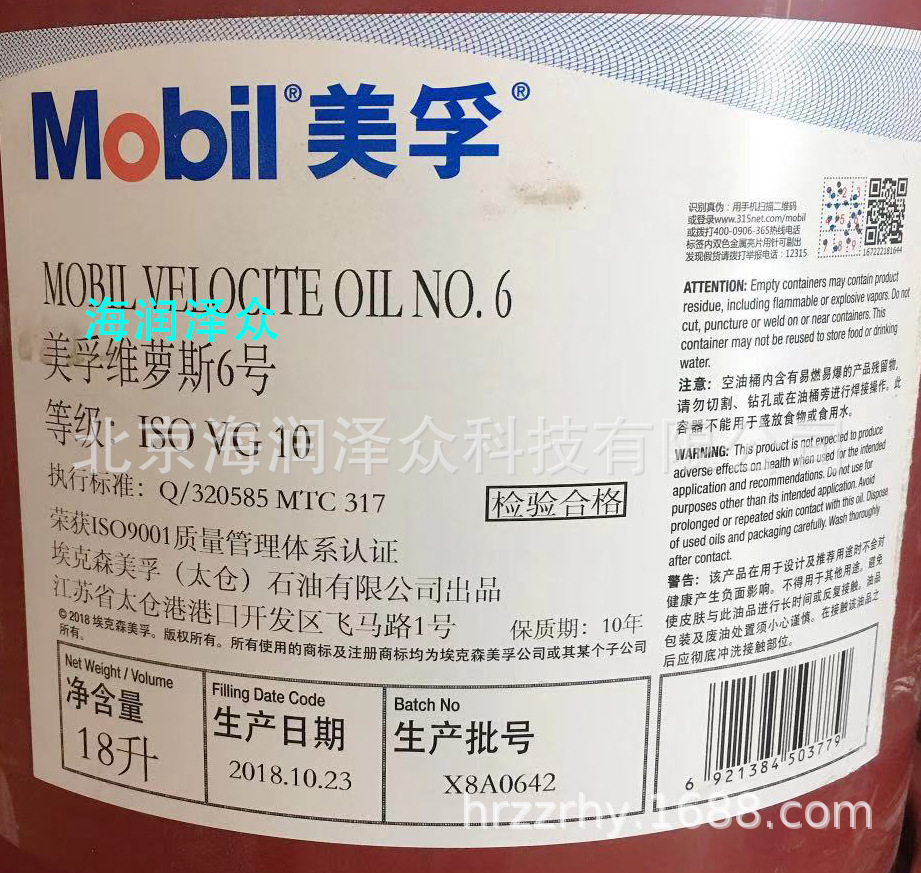 Mobil® 美孚®
识别真伪：用手机扫描二维码
或登录www.315net.com/mobil
或拨打400-0906-365热线电话
标签内双色金属亮片用针可剔出
发现假货请拨打举报电话：12315
167222181644
MOBIL VELOCITE OIL NO. 6
海润泽众
美孚维萝斯6号
等级: ISO VG 10
北京海润泽众科技有限公司
执行标准: Q/320585 MTC 317
检验合格
荣获ISO9001质量管理体系认证
埃克森美孚（太仓）石油有限公司出品
江苏省太仓港港口开发区飞马路1号
保质期: 10年
© 2018 埃克森美孚。版权所有。所有使用的商标及注册商标均为埃克森美孚公司或其某个子公司
所有。
ATTENTION: Empty containers may contain product
residue, including flammable or explosive vapors. Do not
cut, puncture or weld on or near containers. This
container may not be reused to store food or drinking
water.
注意：空油桶内含有易燃易爆的产品残留物,
请勿切割、钻孔或在油桶旁进行焊接操作。此
容器不能用于盛放食物或食用水。
WARNING: This product is not expected to produce
adverse effects on health when used for the intended
application and recommendations. Do not use for
purposes other than its intended application. Avoid
prolonged or repeated skin contact with this oil. Dispose
of used oils and packaging carefully. Wash thoroughly
after contact.
警告：该产品在用于设计及推荐用途时不会对
健康产生负面影响。不得用于其他用途。避免
使皮肤与此油品进行长时间或反复接触。油品
包装及废油处置须小心谨慎。在接触该油品之
后应彻底冲洗接触部位。
Net Weight / Volume
净含量
18升
Filling Date Code
生产日期
2018.10.23
Batch No
生产批号
X8A0642
6 921384 503779
hrzzrhy.1688.com